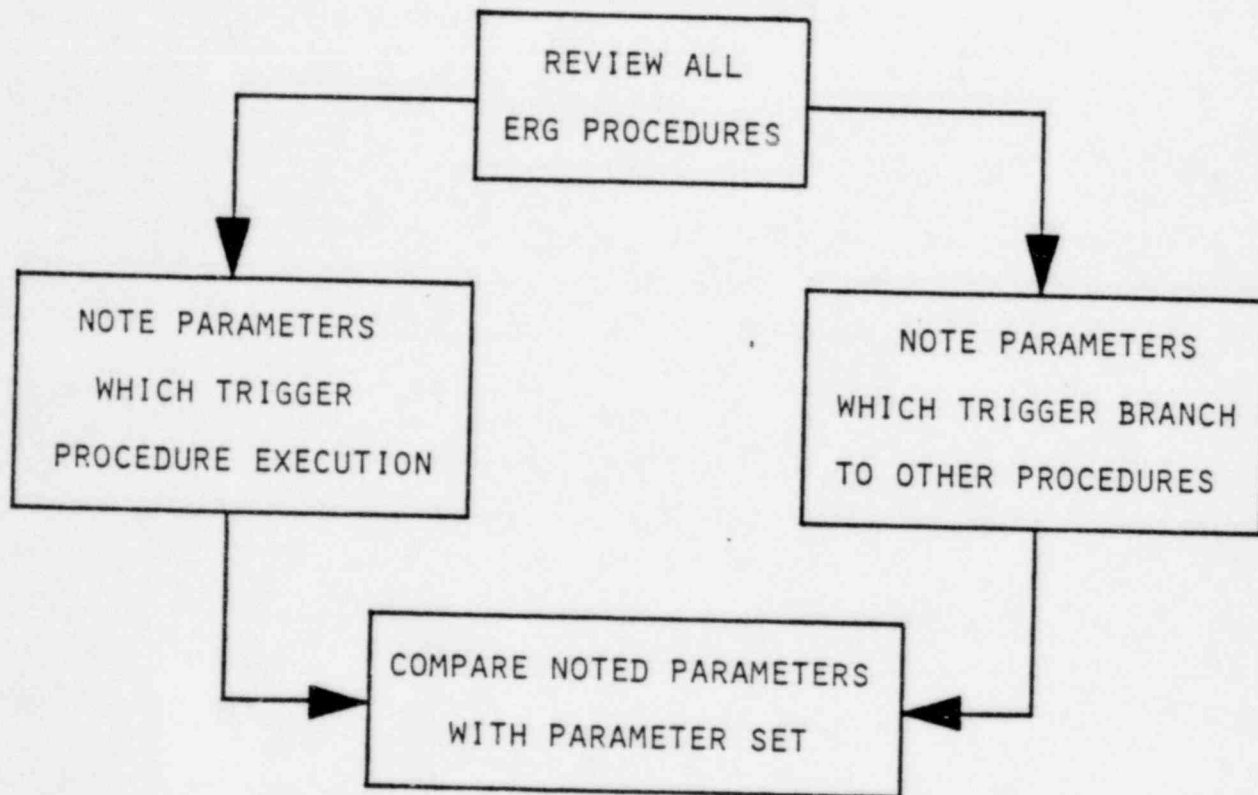 REVIEW ALL
ERG PROCEDURES
NOTE PARAMETERS
WHICH TRIGGER
PROCEDURE EXECUTION
NOTE PARAMETERS
WHICH TRIGGER BRANCH
TO OTHER PROCEDURES
COMPARE NOTED PARAMETERS
WITH PARAMETER SET